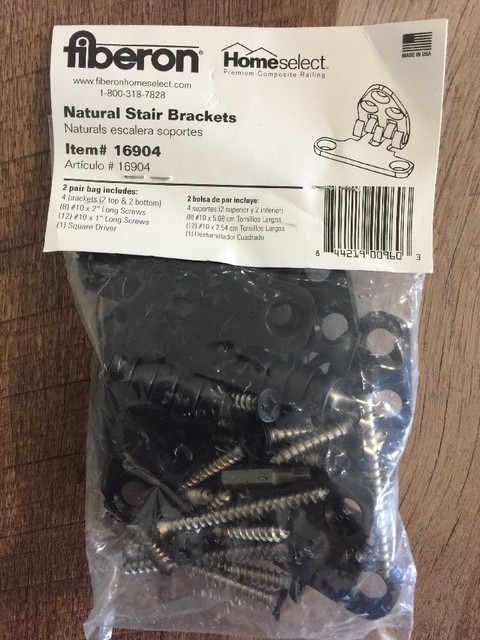 fiberon®
www.fiberonhomeselect.com
1-800-318-7828
Homeselect™
Premium Composite Railing
MADE IN USA
Natural Stair Brackets
Naturals escalera soportes
Item# 16904
Artículo # 16904
2 pair bag includes:
4 brackets (2 top & 2 bottom)
(8) #10 x 2" Long Screws
(12) #10 x 1" Long Screws
(1) Square Driver
2 bolsa de par incluye:
4 soportes (2 superior y 2 inferior)
(8) #10 x 5.08 cm Tornillos Largos
(12) #10 x 2.54 cm Tornillos Largos
(1) Destornillador Cuadrado
8 44219 00960 3